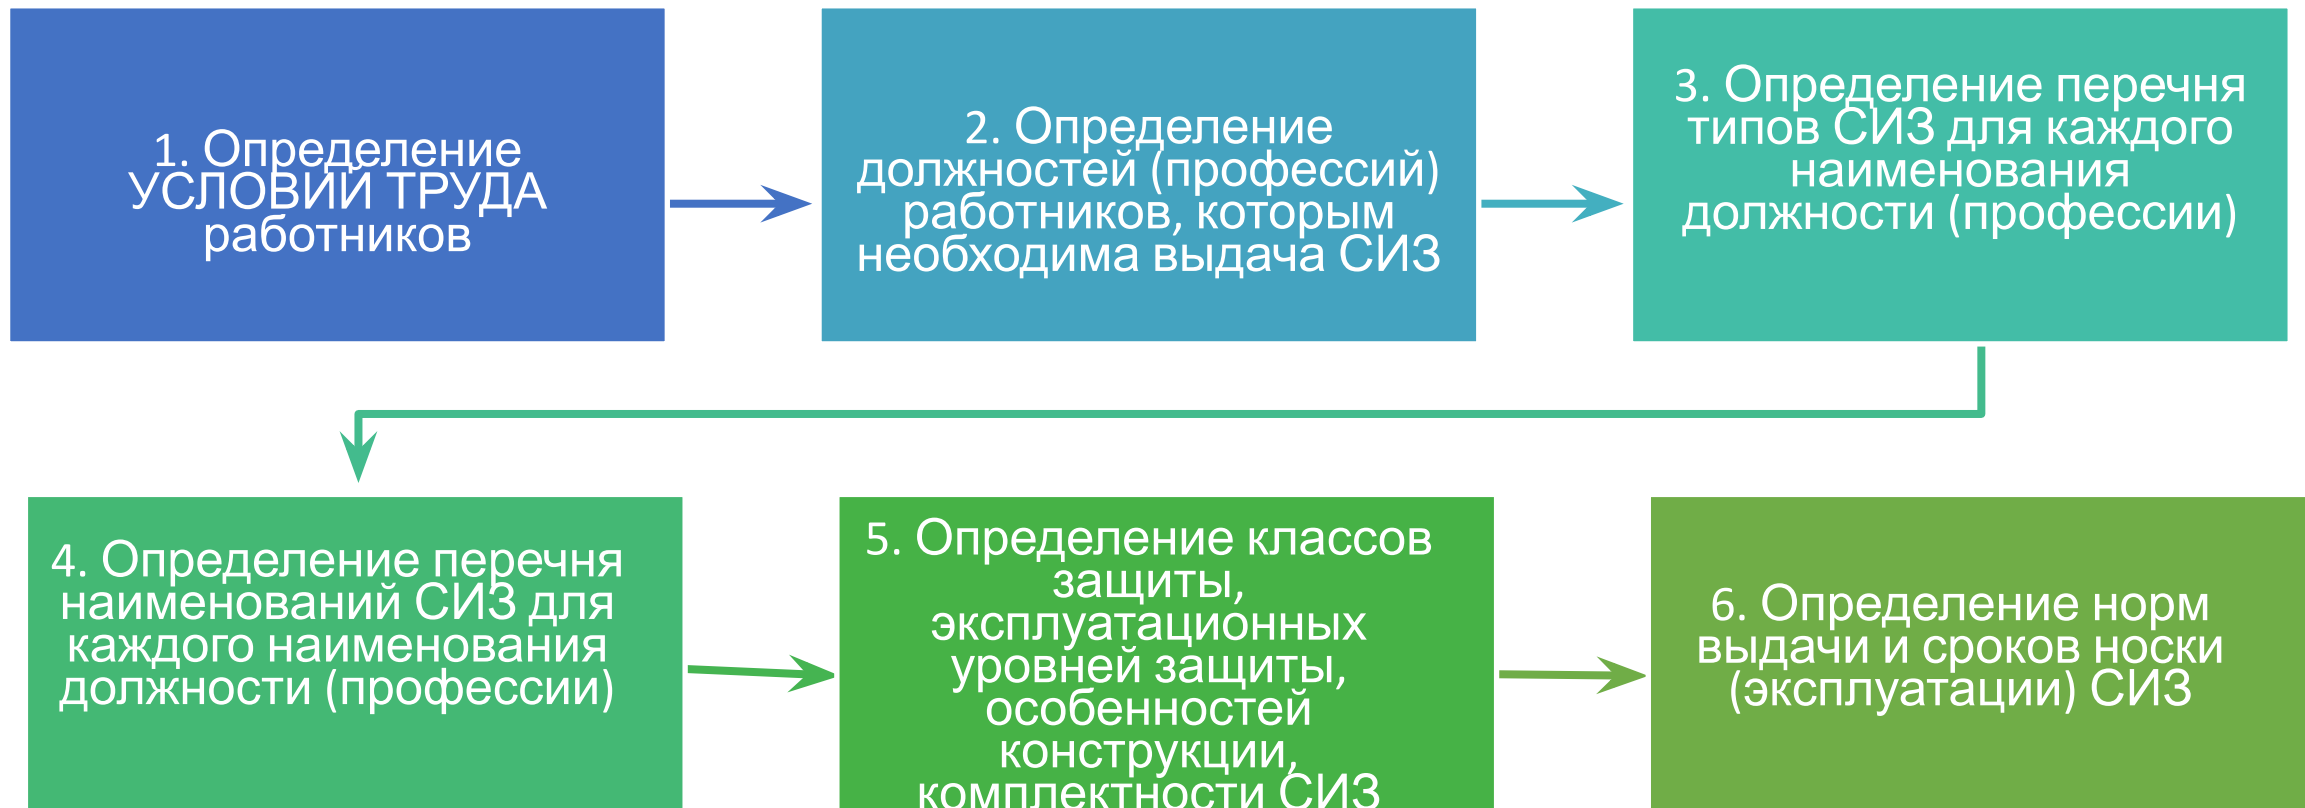 1. Определение
УСЛОВИЙ ТРУДА
работников
2. Определение
должностей (профессий)
работников, которым
необходима выдача СИЗ
3. Определение перечня
типов СИЗ для каждого
наименования
должности (профессии)
4. Определение перечня
наименований СИЗ для
каждого наименования
должности (профессии)
5. Определение классов
защиты,
эксплуатационных
уровней защиты,
особенностей
конструкции,
комплектности СИЗ
6. Определение норм
выдачи и сроков носки
(эксплуатации) СИЗ